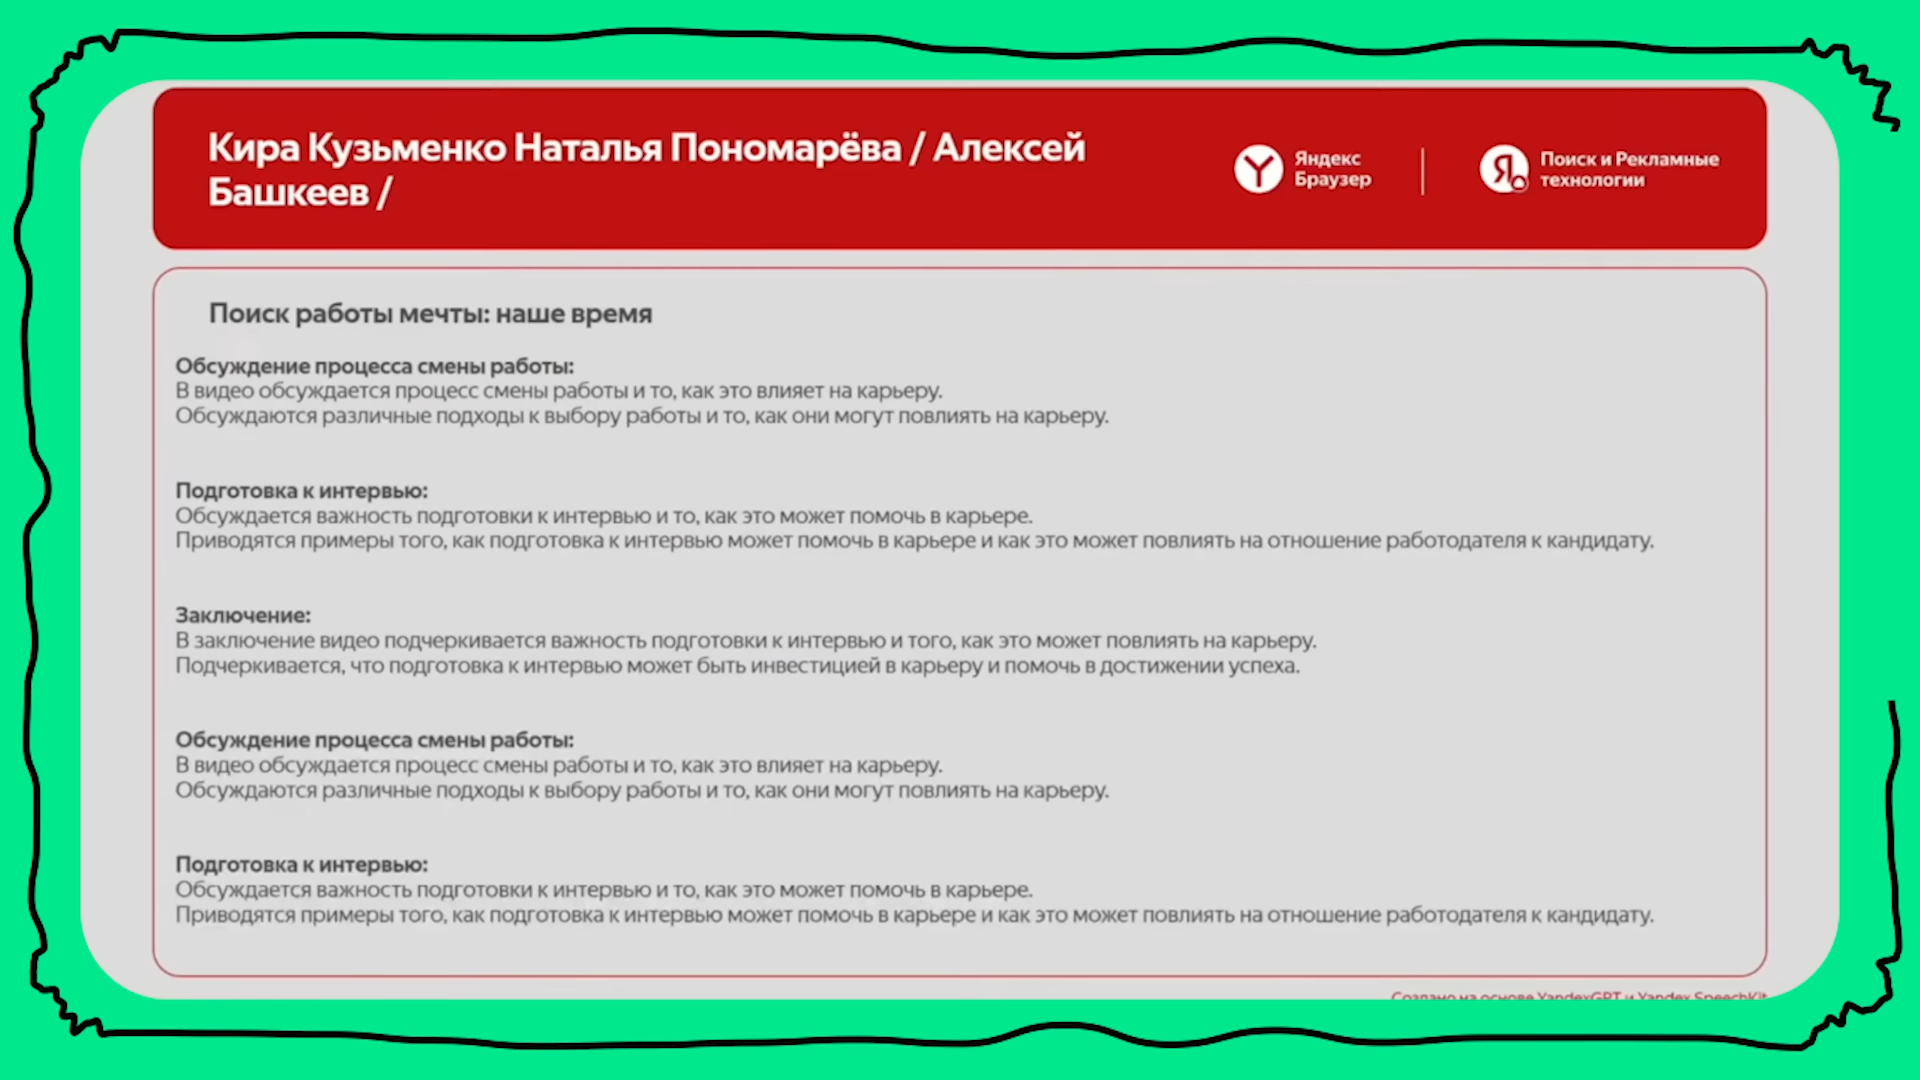 Кира Кузьменко Наталья Пономарёва / Алексей
Башкеев /
Яндекс
Браузер
Поиск и Рекламные
технологии
Поиск работы мечты: наше время
Обсуждение процесса смены работы:
В видео обсуждается процесс смены работы и то, как это влияет на карьеру.
Обсуждаются различные подходы к выбору работы и то, как они могут повлиять на карьеру.
Подготовка к интервью:
Обсуждается важность подготовки к интервью и то, как это может помочь в карьере.
Приводятся примеры того, как подготовка к интервью может помочь в карьере и как это может повлиять на отношение работодателя к кандидату.
Заключение:
В заключение видео подчеркивается важность подготовки к интервью и того, как это может повлиять на карьеру.
Подчеркивается, что подготовка к интервью может быть инвестицией в карьеру и помочь в достижении успеха.
Обсуждение процесса смены работы:
В видео обсуждается процесс смены работы и то, как это влияет на карьеру.
Обсуждаются различные подходы к выбору работы и то, как они могут повлиять на карьеру.
Подготовка к интервью:
Обсуждается важность подготовки к интервью и то, как это может помочь в карьере.
Приводятся примеры того, как подготовка к интервью может помочь в карьере и как это может повлиять на отношение работодателя к кандидату.
Создано на основе YandexGPT и Yandex SpeechKit